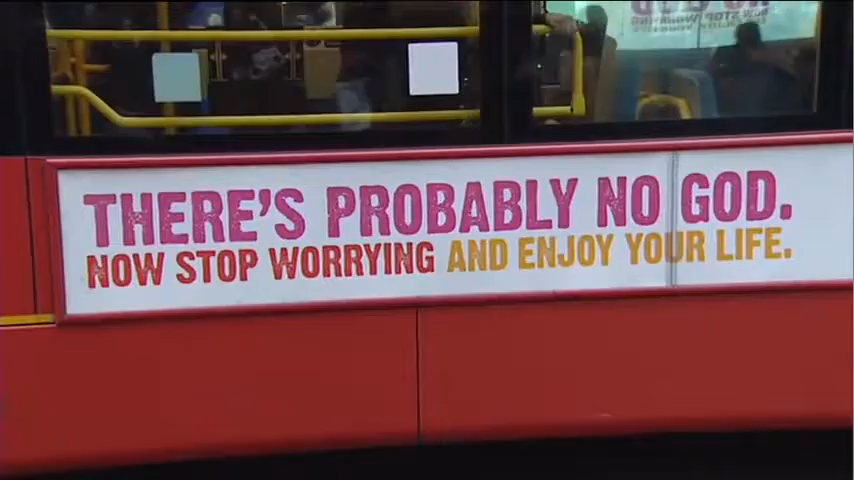 THERE'S PROBABLY NO GOD.
NOW STOP WORRYING AND ENJOY YOUR LIFE.